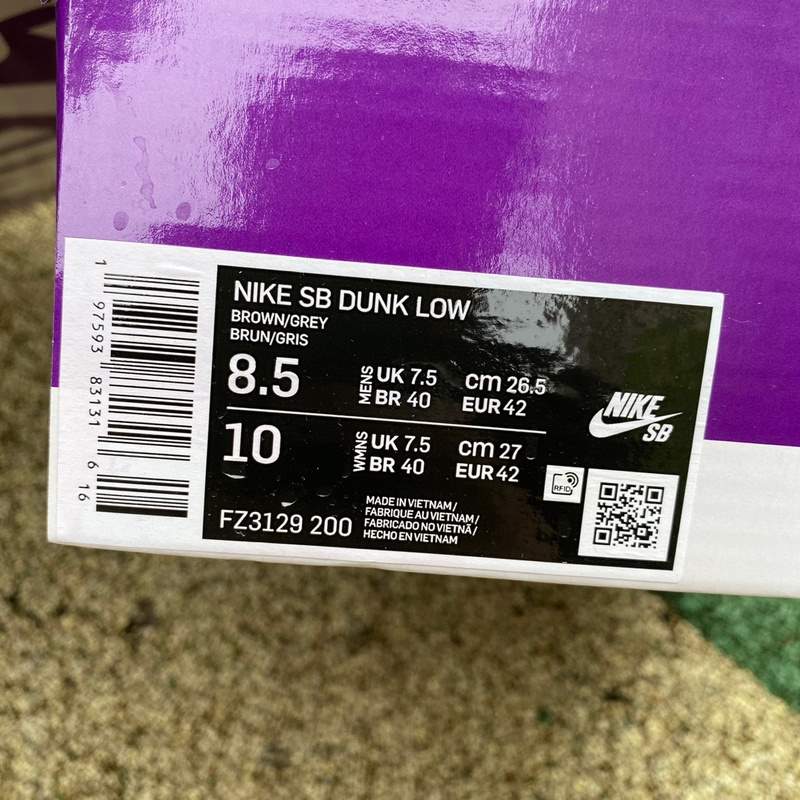 1
97593
83131
6
16
NIKE SB DUNK LOW
BROWN/GREY
BRUN/GRIS
8.5
MENS
UK 7.5 cm 26.5
BR 40 EUR 42
10
WMNS
UK 7.5 cm 27
BR 40 EUR 42
FZ3129 200
MADE IN VIETNAM/
FABRIQUE AU VIETNAM/
FABRICADO NO VIETNÃ/
HECHO EN VIETNAM
NIKE
SB
RFID